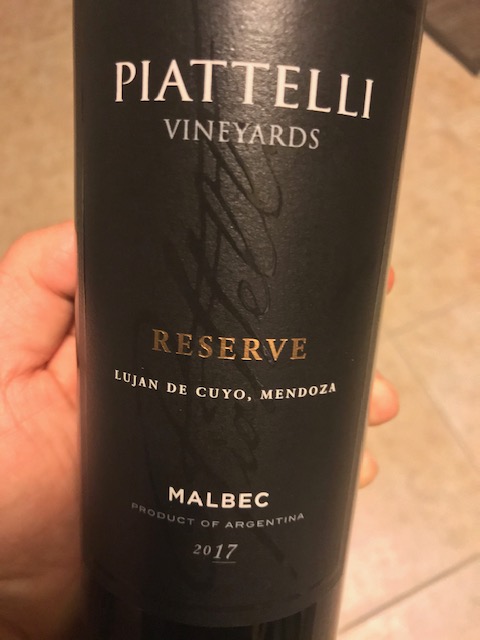 PIATTELLI
VINEYARDS
RESERVE
LUJAN DE CUYO, MENDOZA
MALBEC
PRODUCT OF ARGENTINA
2017